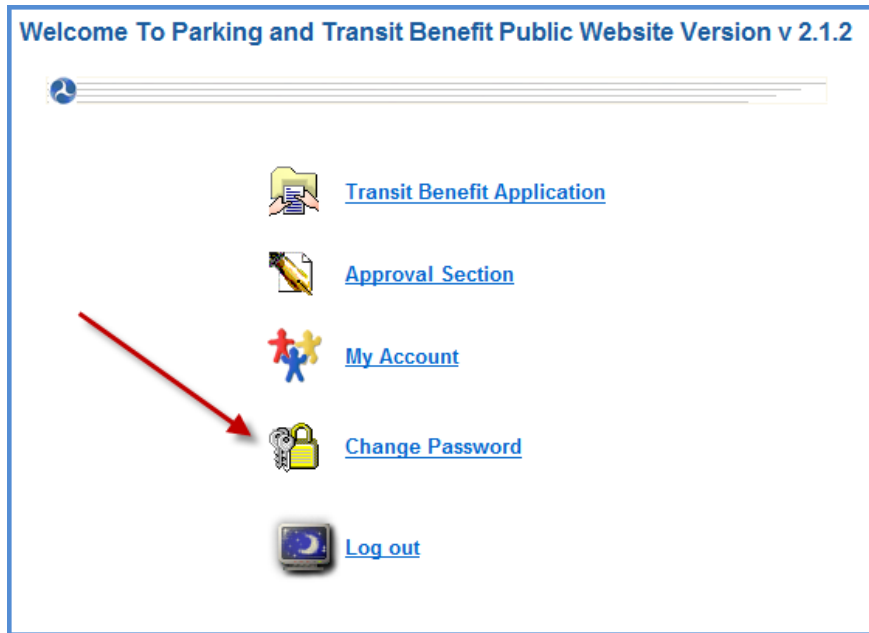 Welcome To Parking and Transit Benefit Public Website Version v 2.1.2
Transit Benefit Application
Approval Section
My Account
Change Password
Log out